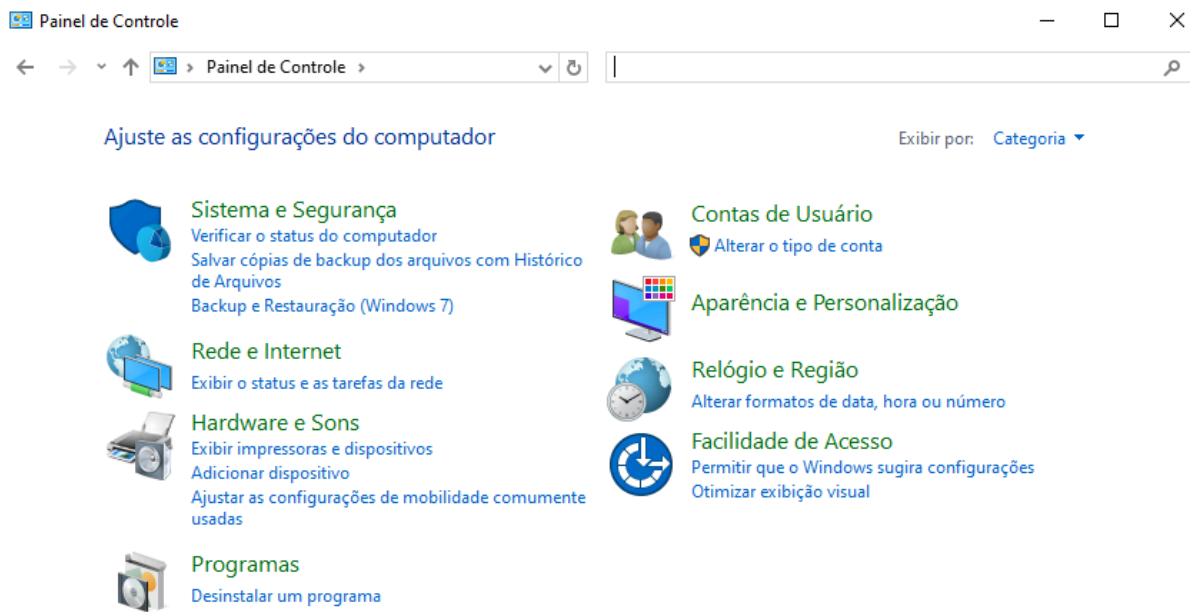 Painel de Controle
Painel de Controle
Ajuste as configurações do computador
Exibir por: Categoria
Sistema e Segurança
Verificar o status do computador
Salvar cópias de backup dos arquivos com Histórico
de Arquivos
Backup e Restauração (Windows 7)
Rede e Internet
Exibir o status e as tarefas da rede
Hardware e Sons
Exibir impressoras e dispositivos
Adicionar dispositivo
Ajustar as configurações de mobilidade comumente
usadas
Programas
Desinstalar um programa
Contas de Usuário
Alterar o tipo de conta
Aparência e Personalização
Relógio e Região
Alterar formatos de data, hora ou número
Facilidade de Acesso
Permitir que o Windows sugira configurações
Otimizar exibição visual